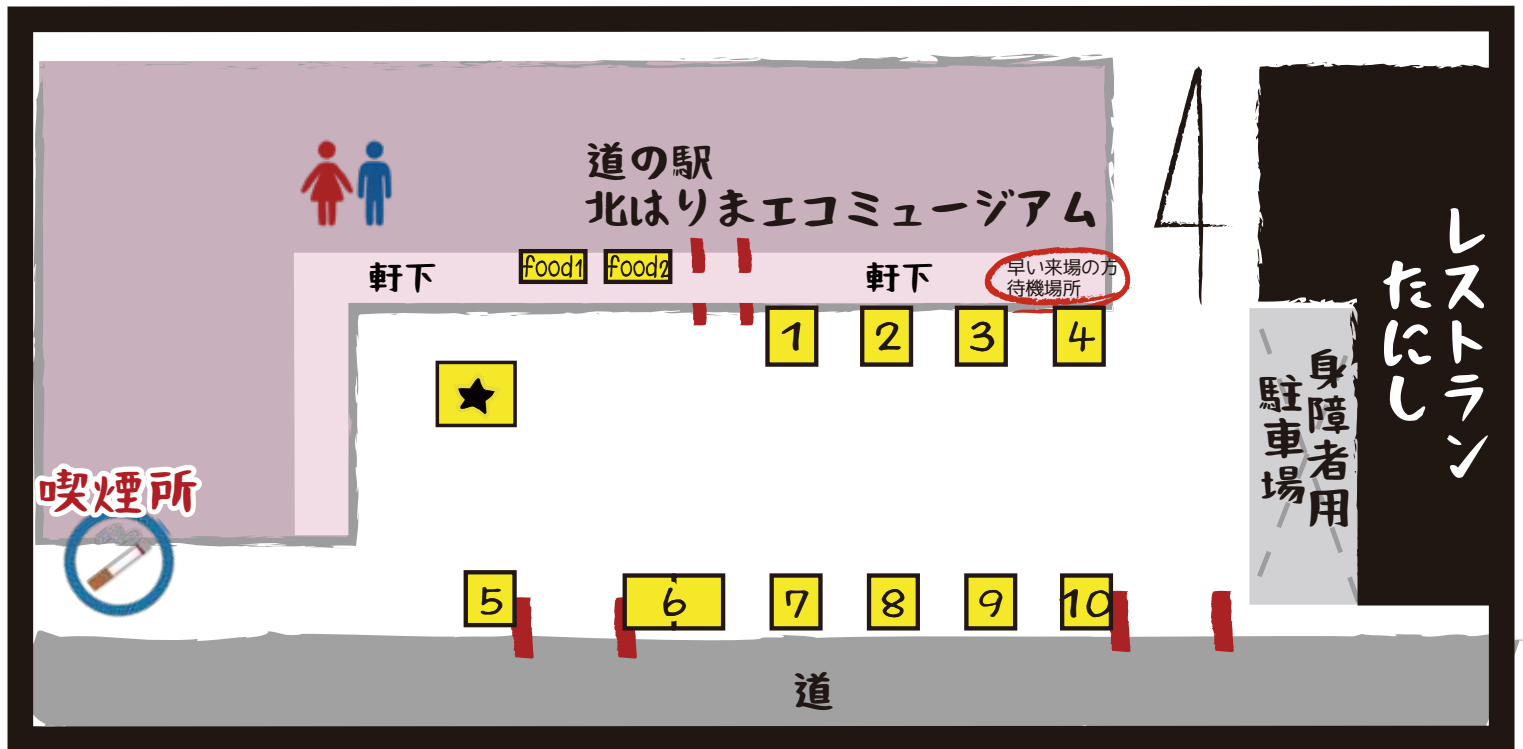 道の駅
北はりまエコミュージアム
軒下
food1
food2
軒下
早い来場の方
待機場所
1
2
3
4
レストラン
たにし
身障者用
駐車場
喫煙所
5
6
7
8
9
10
道